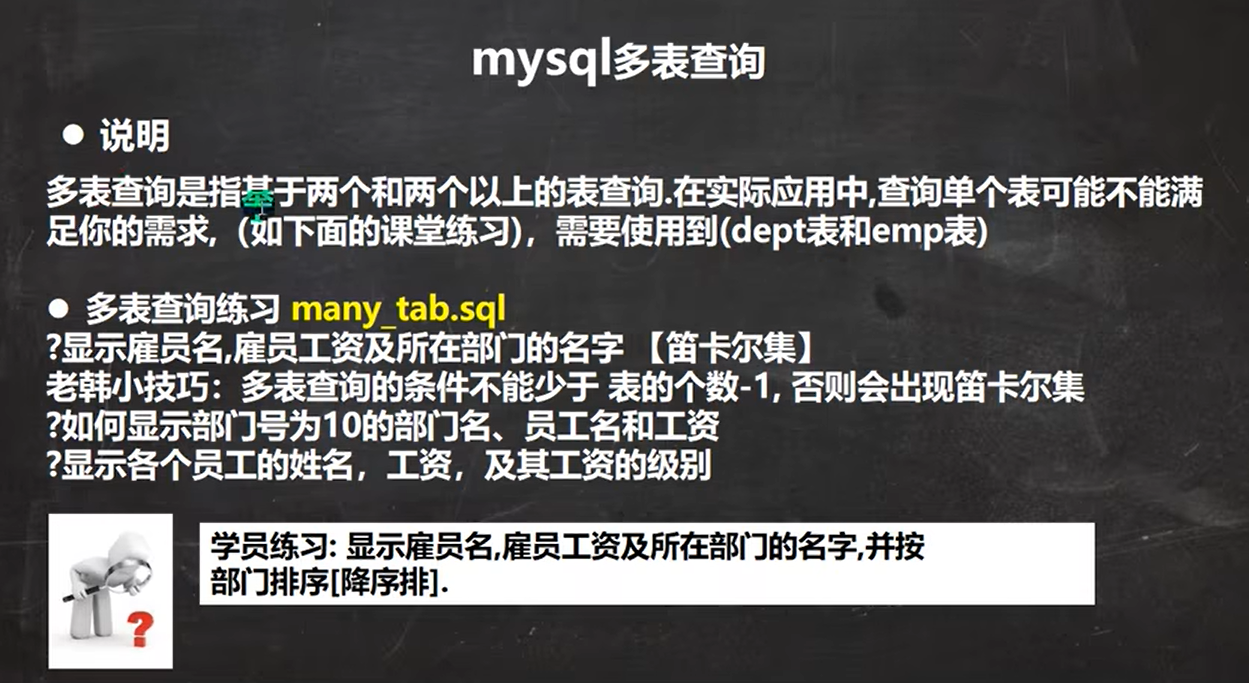 mysql多表查询
● 说明
多表查询是指基于两个和两个以上的表查询.在实际应用中,查询单个表可能不能满
足你的需求,（如下面的课堂练习），需要使用到(dept表和emp表)
● 多表查询练习 many_tab.sql
?显示雇员名,雇员工资及所在部门的名字 【笛卡尔集】
老韩小技巧：多表查询的条件不能少于 表的个数-1, 否则会出现笛卡尔集
?如何显示部门号为10的部门名、员工名和工资
?显示各个员工的姓名，工资，及其工资的级别
学员练习: 显示雇员名,雇员工资及所在部门的名字,并按
部门排序[降序排].
?